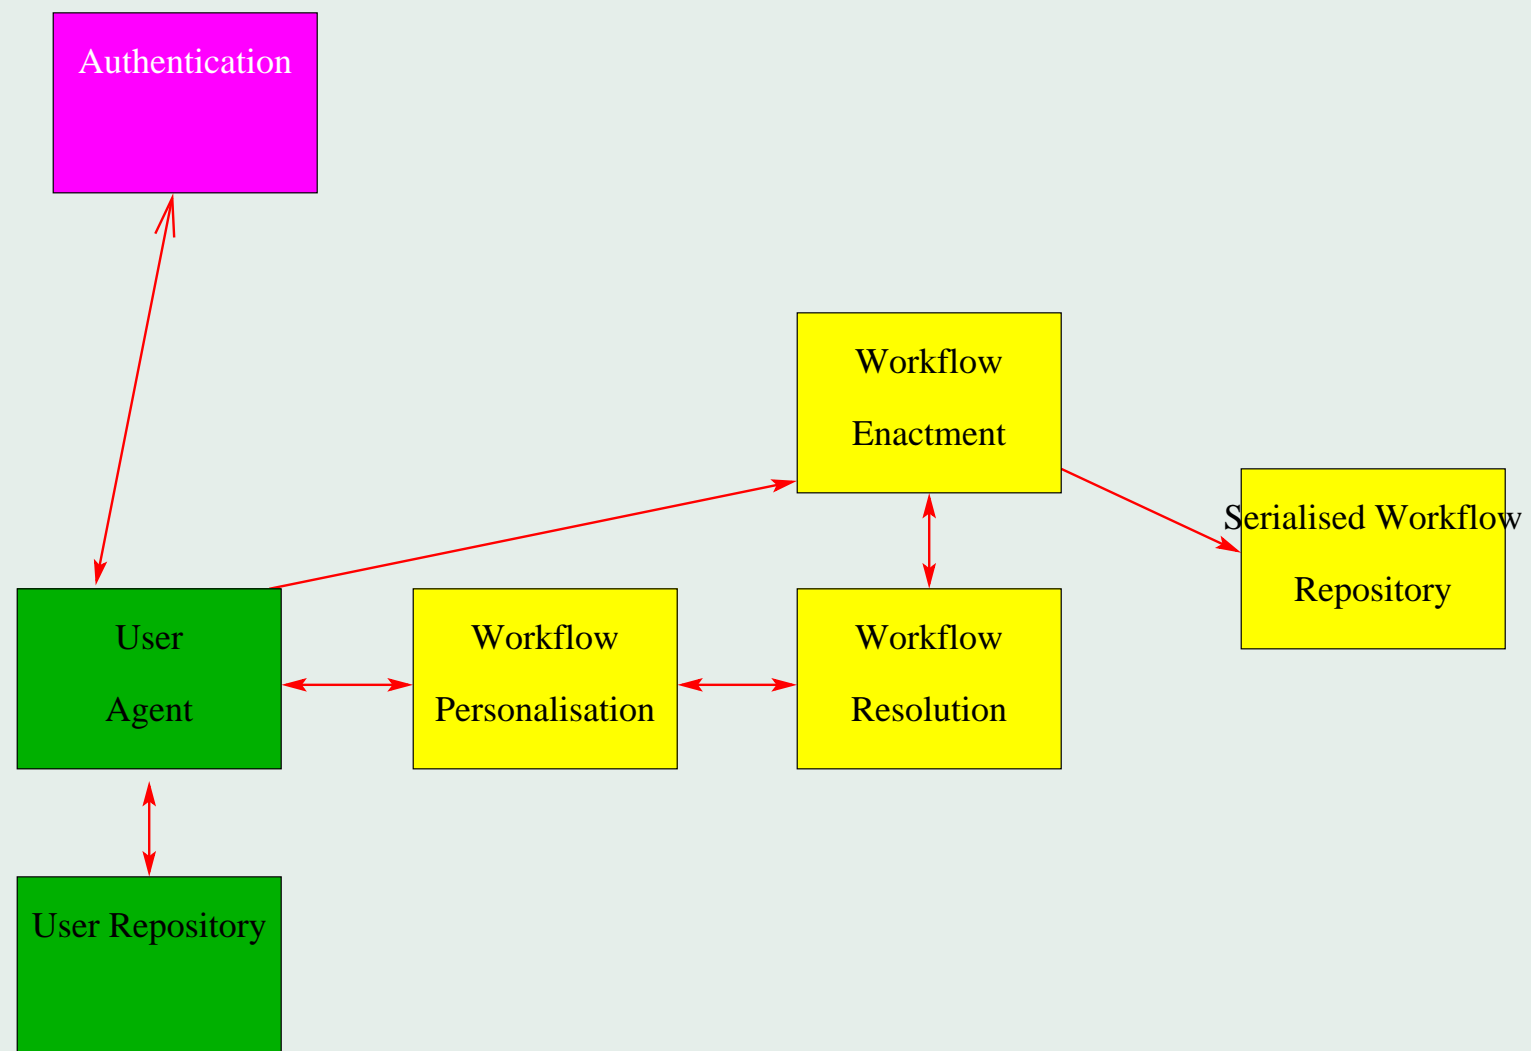 Authentication
Workflow
Enactment
Serialised Workflow
Repository
User
Agent
Workflow
Personalisation
Workflow
Resolution
User Repository